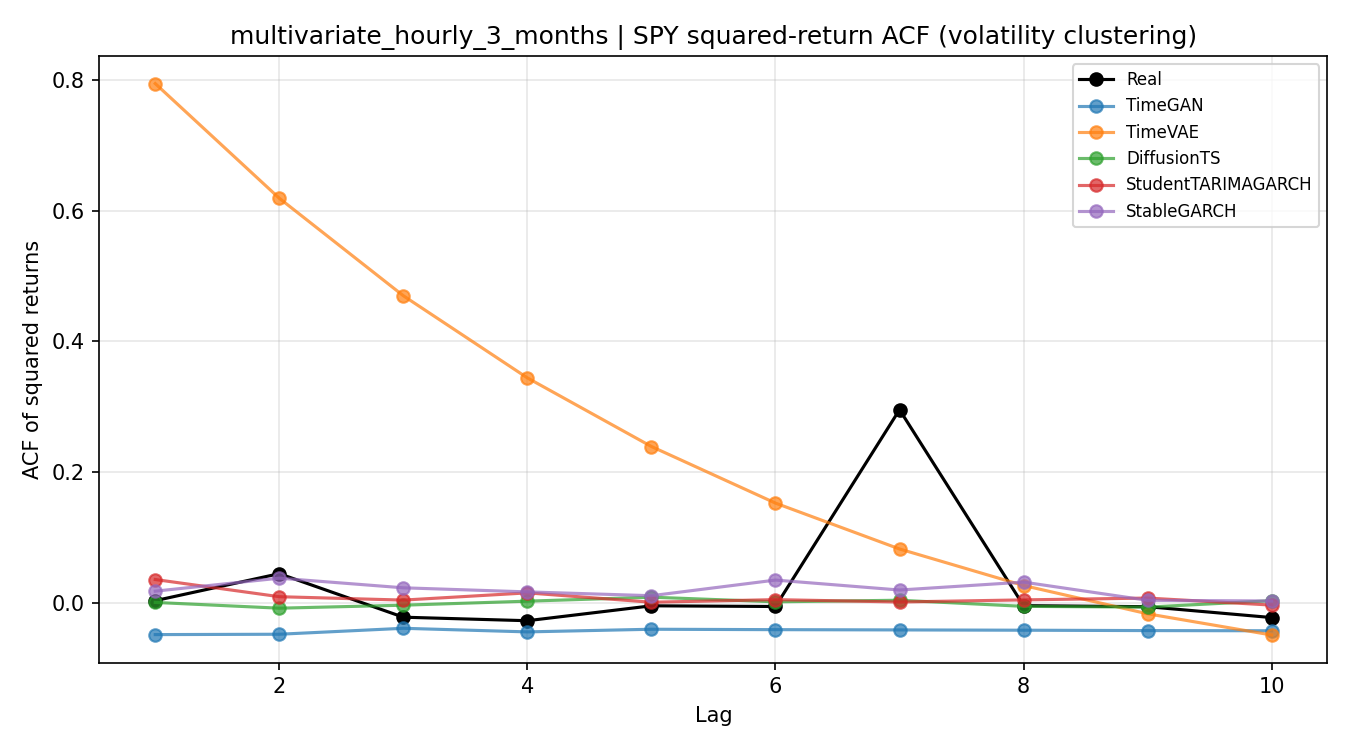 multivariate_hourly_3_months | SPY squared-return ACF (volatility clustering)
ACF of squared returns
0.8
0.6
0.4
0.2
0.0
Real
TimeGAN
TimeVAE
DiffusionTS
StudentTARIMAGARCH
StableGARCH
2
4
6
8
10
Lag